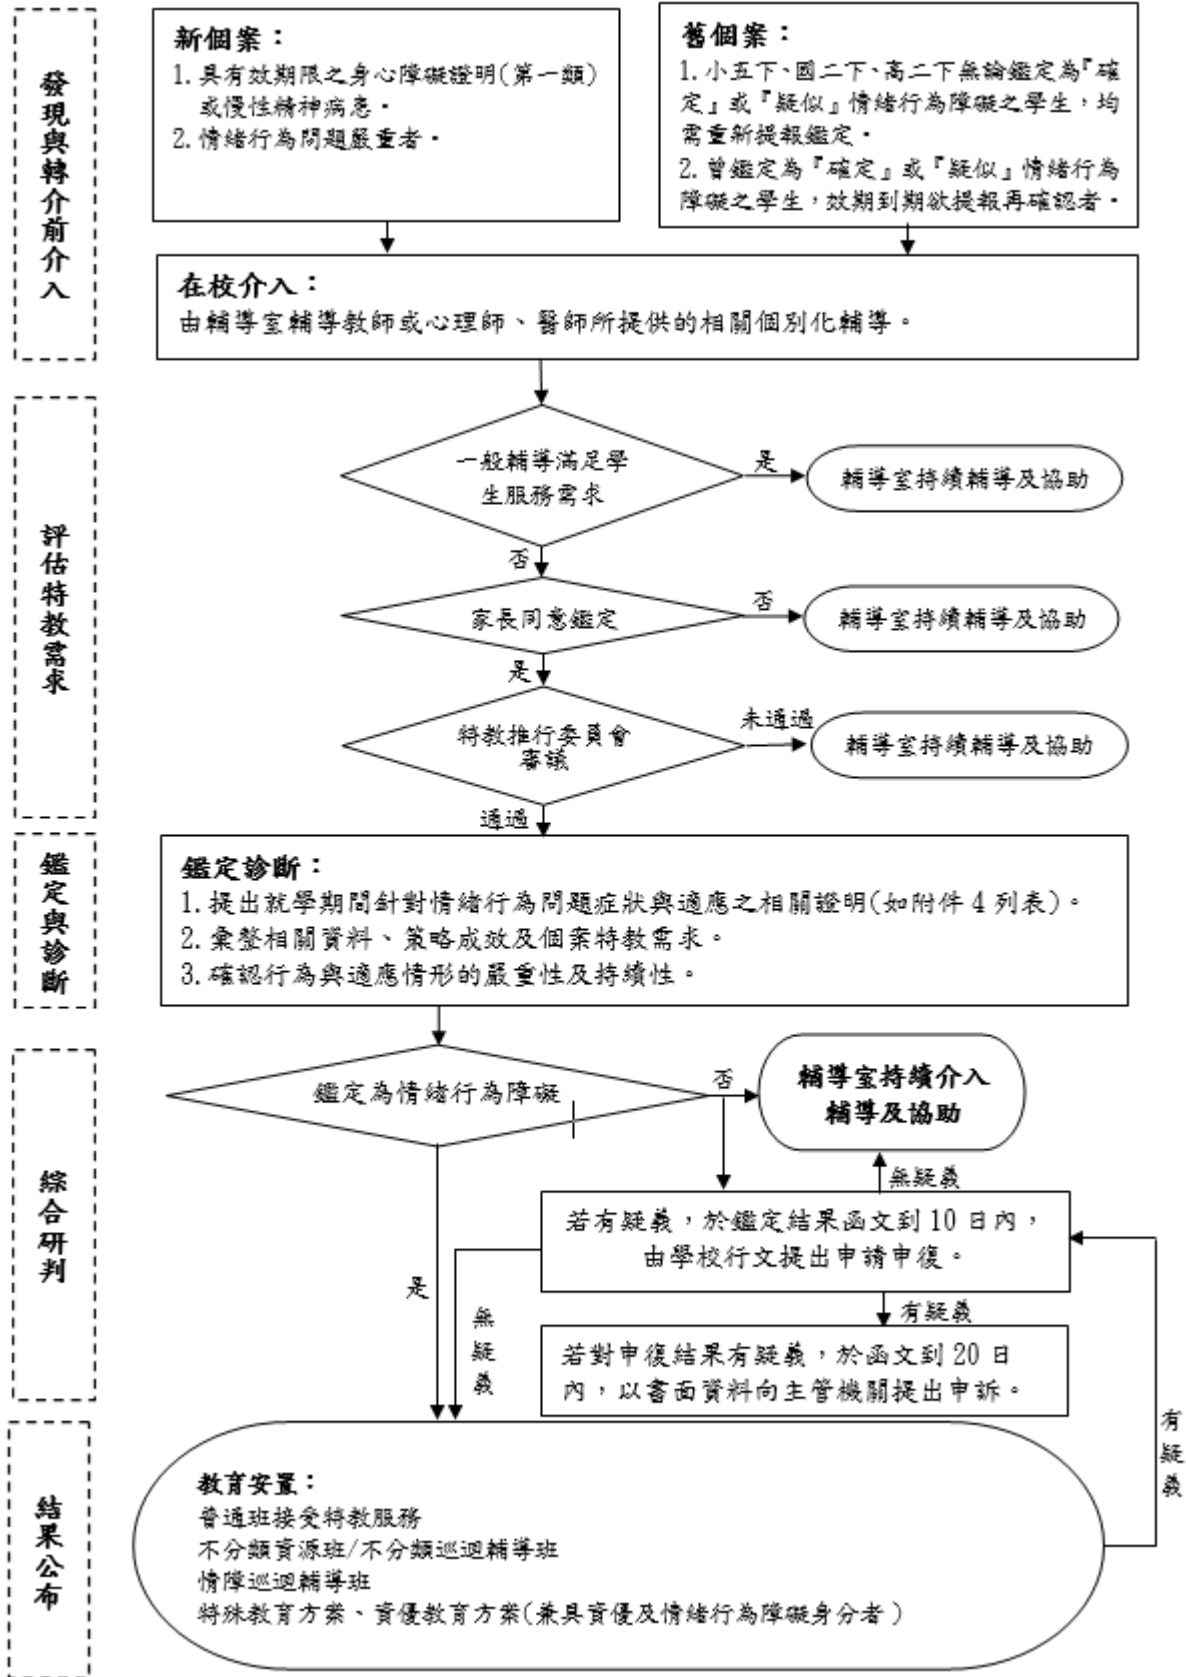 發現與轉介前介入
新個案：
1.具有效期限之身心障礙證明(第一類)
或慢性精神病患。
2.情緒行為問題嚴重者。
舊個案：
1.小五下、國二下、高二下無論鑑定為『確
定』或『疑似』情緒行為障礙之學生，均
需重新提報鑑定。
2.曾鑑定為『確定』或『疑似』情緒行為
障礙之學生，效期到期欲提報再確認者。
在校介入：
由輔導室輔導教師或心理師、醫師所提供的相關個別化輔導。
評估特教需求
一般輔導滿足學
生服務需求
是
輔導室持續輔導及協助
否
家長同意鑑定
否
輔導室持續輔導及協助
是
特教推行委員會
審議
未通過
輔導室持續輔導及協助
通過
鑑定與診斷
鑑定診斷：
1.提出就學期間針對情緒行為問題症狀與適應之相關證明(如附件4列表)。
2.彙整相關資料、策略成效及個案特教需求。
3.確認行為與適應情形的嚴重性及持續性。
綜合研判
鑑定為情緒行為障礙
否
輔導室持續介入
輔導及協助
無疑義
若有疑義，於鑑定結果函文到10日內，
由學校行文提出申請申復。
是
無疑義
有疑義
若對申復結果有疑義，於函文到20日
內，以書面資料向主管機關提出申訴。
有疑義
結果公布
教育安置：
普通班接受特教服務
不分類資源班/不分類巡迴輔導班
情障巡迴輔導班
特殊教育方案、資優教育方案(兼具資優及情緒行為障礙身分者)